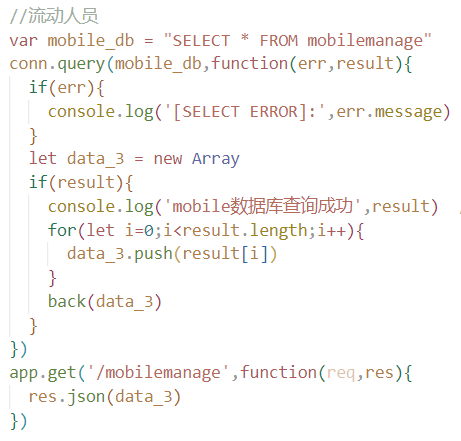 //流动人员
var mobile_db = "SELECT * FROM mobilemanage"
conn.query(mobile_db,function(err,result){
  if(err){
    console.log('[SELECT ERROR]:',err.message)
  }
  let data_3 = new Array
  if(result){
    console.log('mobile数据库查询成功',result)
    for(let i=0;i<result.length;i++){
      data_3.push(result[i])
    }
    back(data_3)
  }
})
app.get('/mobilemanage',function(req,res){
  res.json(data_3)
})